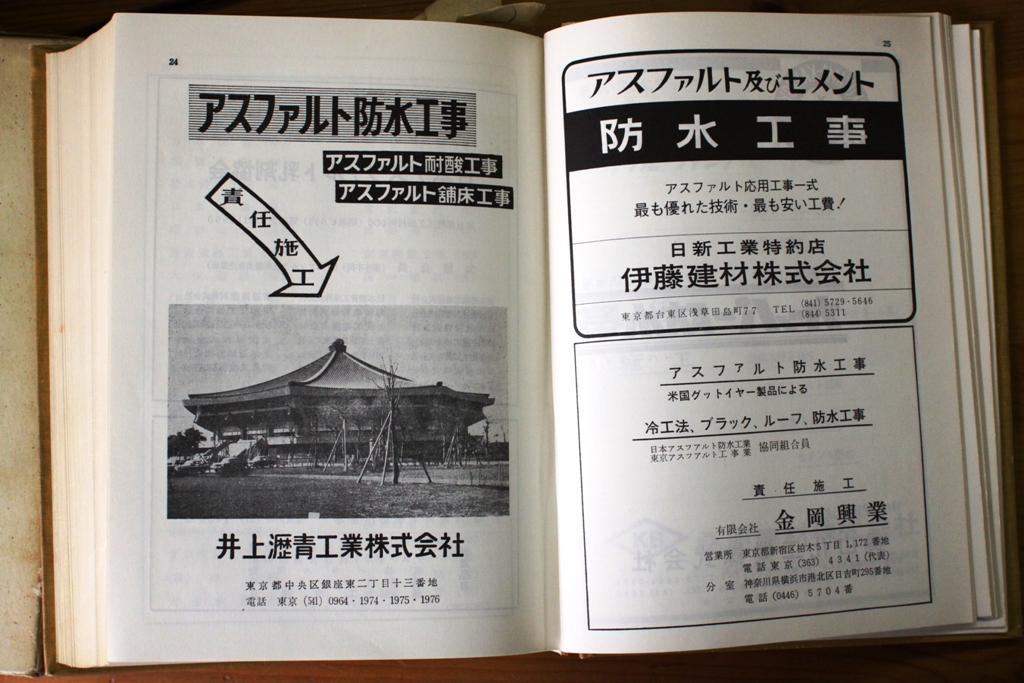 24
アスファルト防水工事
アスファルト耐酸工事
アスファルト舗床工事
責任施工
井上瀝青工業株式会社
東京都中央区銀座東二丁目十三番地
電話 東京 (541) 0964・1974・1975・1976
25
アスファルト及びセメント
防水工事
アスファルト応用工事一式
最も優れた技術・最も安い工費!
日新工業特約店
伊藤建材株式会社
東京都台東区浅草田島町77 TEL (841) 5729・5646
(844) 5311
アスファルト防水工事
米国グットイヤー製品による
冷工法、ブラック、ルーフ、防水工事
日本アスファルト防水工業
東京アスファルト工事業 協同組合員
責任施工
有限会社 金岡興業
営業所 東京都新宿区柏木5丁目1,172番地
電話東京(363)4341(代表)
分室 神奈川県横浜市港北区日吉町295番地
電話(0446)5704番